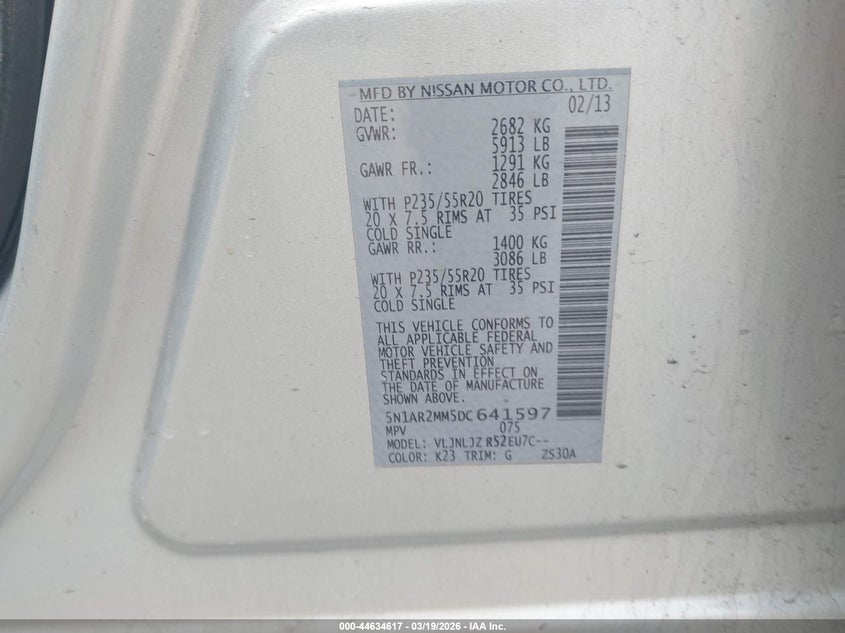 MFD BY NISSAN MOTOR CO., LTD.
DATE: 02/13
GVWR: 2682 KG
5913 LB
GAWR FR.: 1291 KG
2846 LB
WITH P235/55R20 TIRES
20 X 7.5 RIMS AT 35 PSI
COLD SINGLE
GAWR RR.: 1400 KG
3086 LB
WITH P235/55R20 TIRES
20 X 7.5 RIMS AT 35 PSI
COLD SINGLE
THIS VEHICLE CONFORMS TO
ALL APPLICABLE FEDERAL
MOTOR VEHICLE SAFETY AND
THEFT PREVENTION
STANDARDS IN EFFECT ON
THE DATE OF MANUFACTURE
SHOWN ABOVE.
5N1AR2MM5DC641597
MPV 075
MODEL: VLJNLJZ R52EU7C--
COLOR: K23 TRIM: G ZS30A
000-44634617 - 03/19/2026 - IAA Inc.